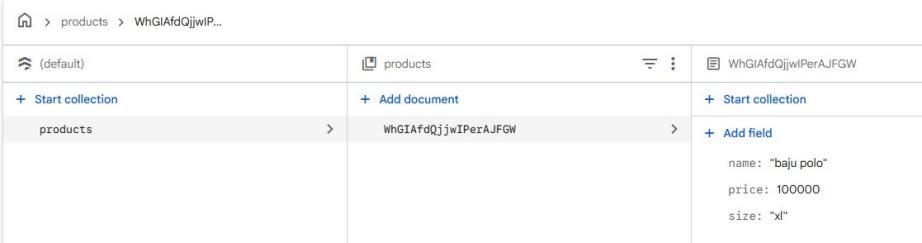 products WhGIAfdQjjwIP...
(default)
products
WhGIAfdQjjwIPerAJFGW
+ Start collection
+ Add document
+ Start collection
products
WhGIAfdQjjwIPerAJFGW
+ Add field
name: "baju polo"
price: 100000
size: "xl"